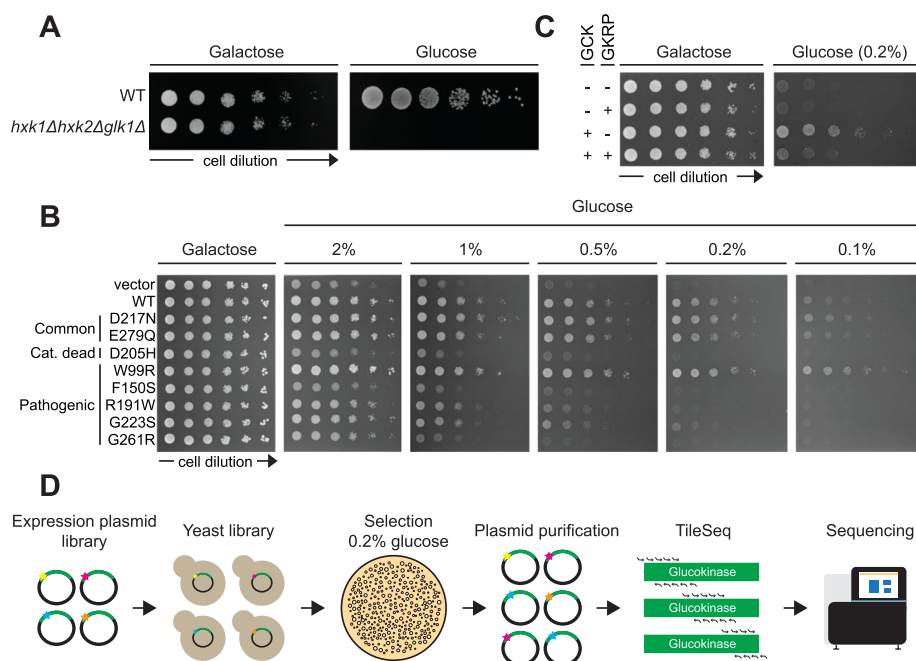 A
Galactose
Glucose
WT
hxk1Δhxk2Δglk1Δ
cell dilution
C
GCK
GKRP
Galactose
Glucose (0.2%)
- -
- +
+ -
+ +
cell dilution
B
Glucose
Galactose
2%
1%
0.5%
0.2%
0.1%
vector
WT
Common
D217N
E279Q
Cat. dead
D205H
Pathogenic
W99R
F150S
R191W
G223S
G261R
cell dilution
D
Expression plasmid
library
Yeast library
Selection
0.2% glucose
Plasmid purification
TileSeq
Glucokinase
Glucokinase
Glucokinase
Sequencing